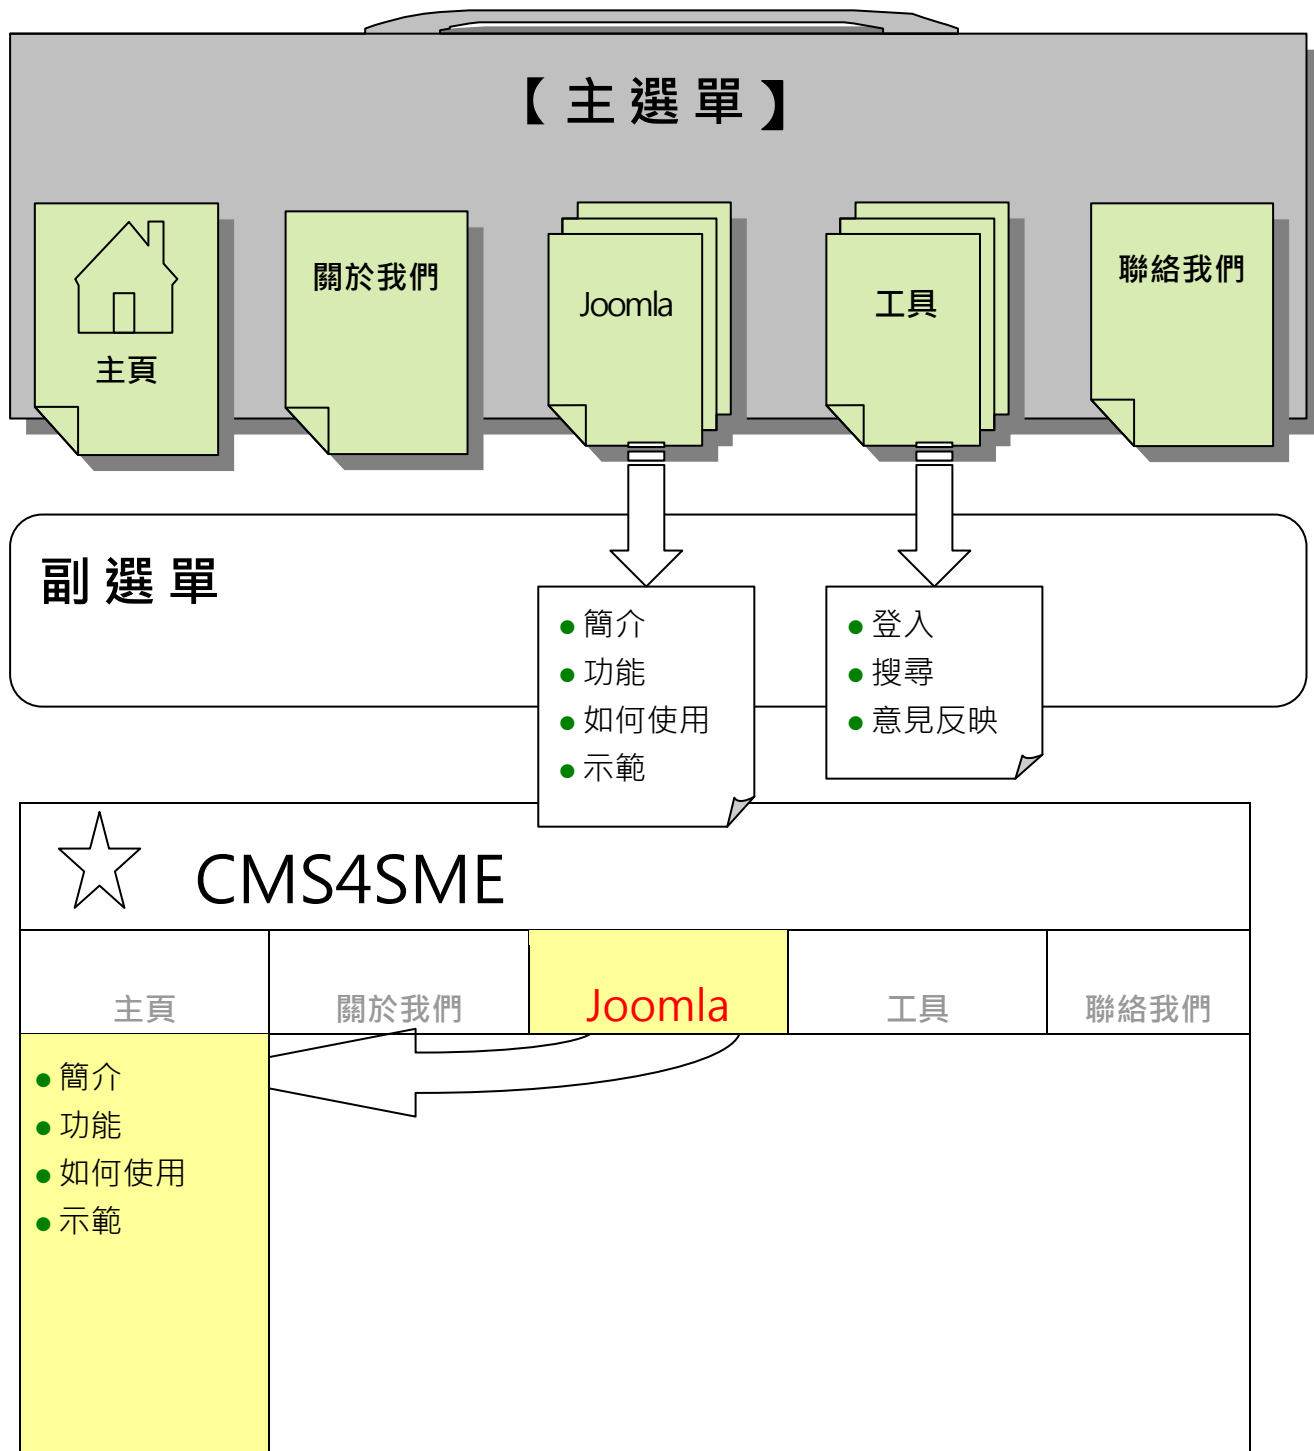 【主選單】
主頁
關於我們
Joomla
工具
聯絡我們
副選單
簡介
功能
如何使用
示範
登入
搜尋
意見反映
CMS4SME
主頁 關於我們 Joomla 工具 聯絡我們
簡介
功能
如何使用
示範